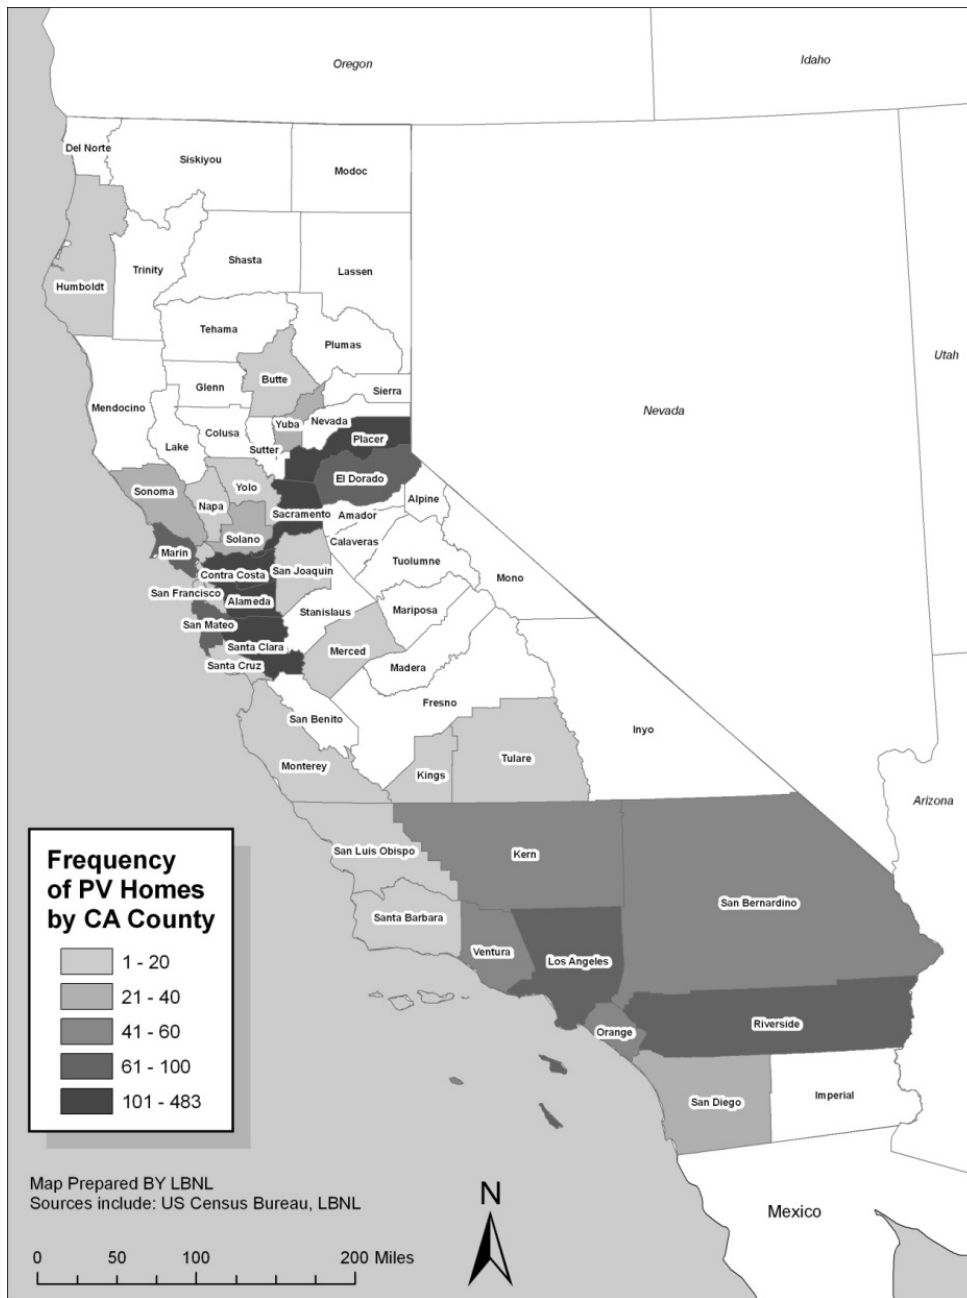 Oregon
Idaho
Del Norte
Siskiyou
Modoc
Shasta
Lassen
Trinity
Humboldt
Tehama
Plumas
Utah
Butte
Glenn
Sierra
Mendocino
Nevada
Yuba
Nevada
Colusa
Placer
Lake
Sutter
El Dorado
Yolo
Sonoma
Alpine
Napa
Sacramento
Amador
Solano
Calaveras
Marin
Tuolumne
San Joaquin
Contra Costa
Mono
San Francisco
Alameda
Mariposa
Stanislaus
San Mateo
Santa Clara
Merced
Santa Cruz
Madera
Fresno
San Benito
Inyo
Tulare
Monterey
Kings
Arizona
San Luis Obispo
Kern
San Bernardino
Santa Barbara
Ventura
Los Angeles
Riverside
Orange
Imperial
San Diego
Mexico
Frequency
of PV Homes
by CA County
1 - 20
21 - 40
41 - 60
61 - 100
101 - 483
Map Prepared BY LBNL
Sources include: US Census Bureau, LBNL
N
0 50 100 200 Miles